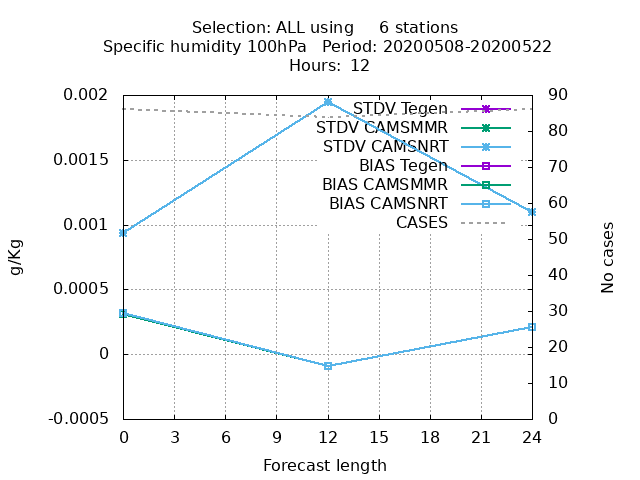 Selection: ALL using     6 stations
Specific humidity 100hPa   Period: 20200508-20200522
Hours: 12
0.002
0.0015
0.001
0.0005
0
-0.0005
g/Kg
STDV Tegen
STDV CAMSMMR
STDV CAMSNRT
BIAS Tegen
BIAS CAMSMMR
BIAS CAMSNRT
CASES
90
80
70
60
50
40
30
20
10
0
No cases
0 3 6 9 12 15 18 21 24
Forecast length